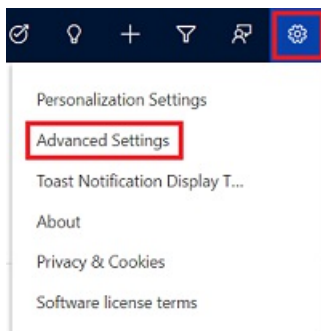 Personalization Settings
Advanced Settings
Toast Notification Display T...
About
Privacy & Cookies
Software license terms